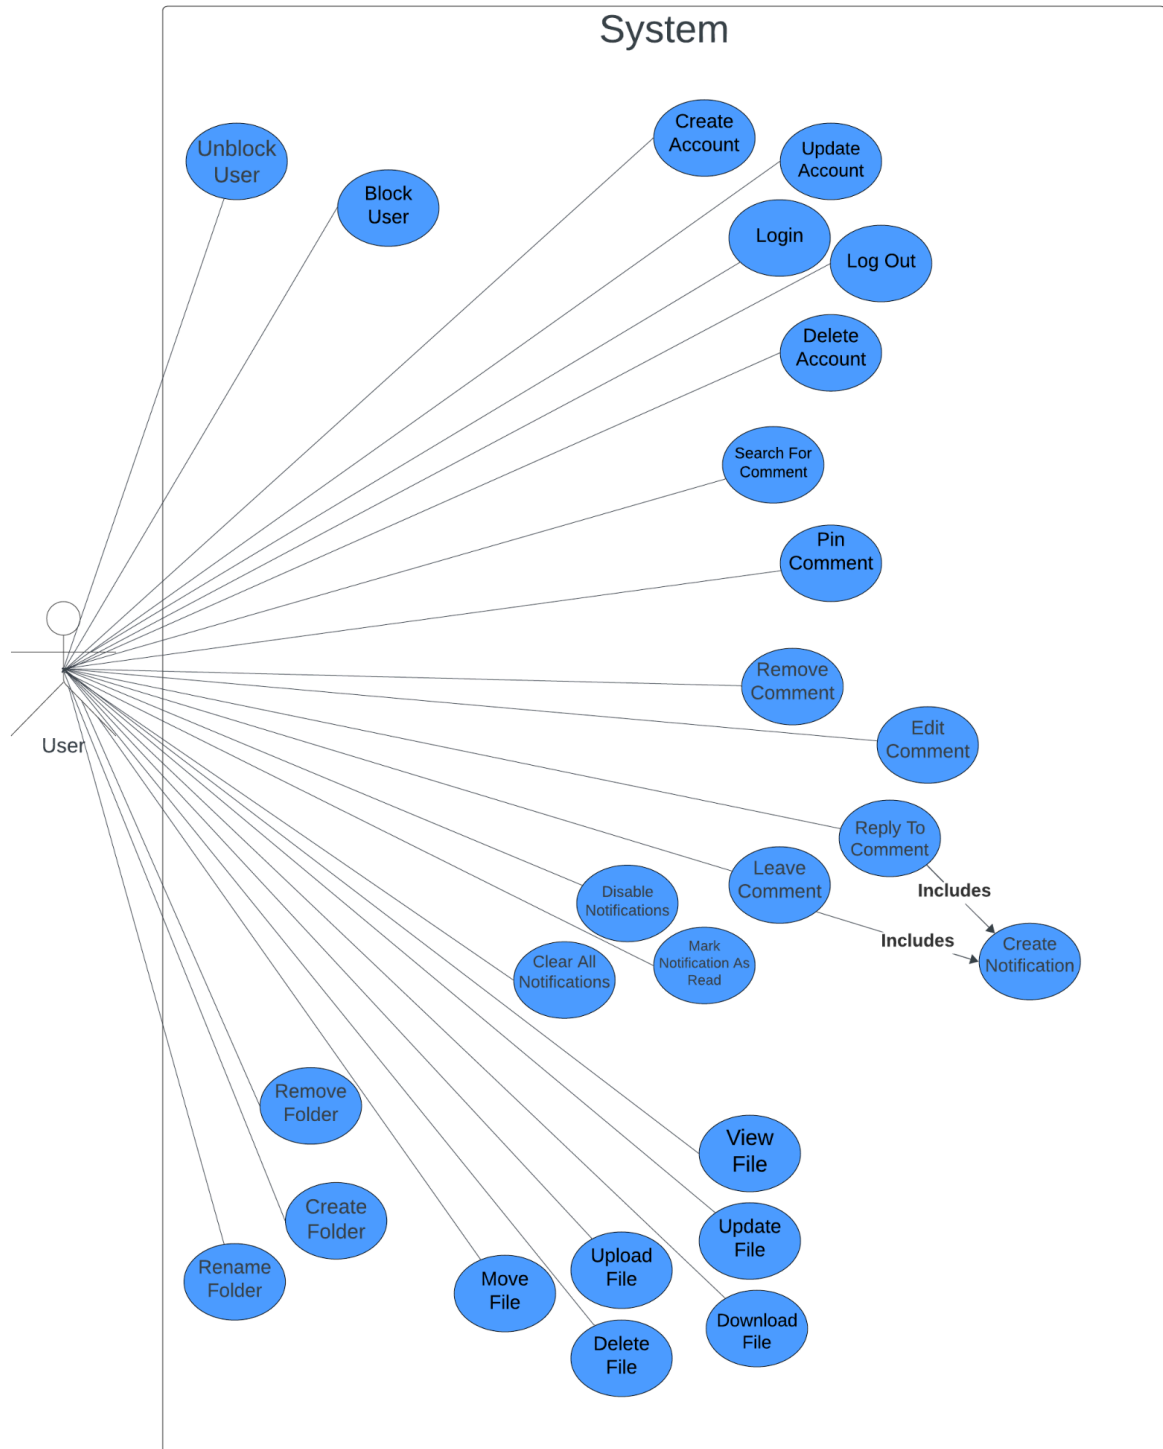 System
Unblock
User
Block
User
Create
Account
Update
Account
Login
Log Out
Delete
Account
Search For
Comment
Pin
Comment
Remove
Comment
Edit
Comment
User
Reply To
Comment
Leave
Comment
Includes
Includes
Create
Notification
Disable
Notifications
Mark
Notification As
Read
Clear All
Notifications
Remove
Folder
Create
Folder
Rename
Folder
View
File
Update
File
Upload
File
Move
File
Download
File
Delete
File